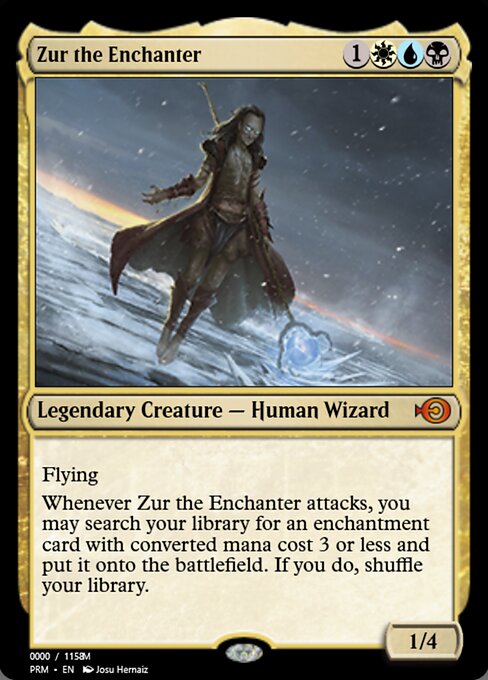 Zur the Enchanter 1
Legendary Creature — Human Wizard
Flying
Whenever Zur the Enchanter attacks, you
may search your library for an enchantment
card with converted mana cost 3 or less and
put it onto the battlefield. If you do, shuffle
your library.
1/4
0000 / 1158M
PRM • EN Josu Hernaiz